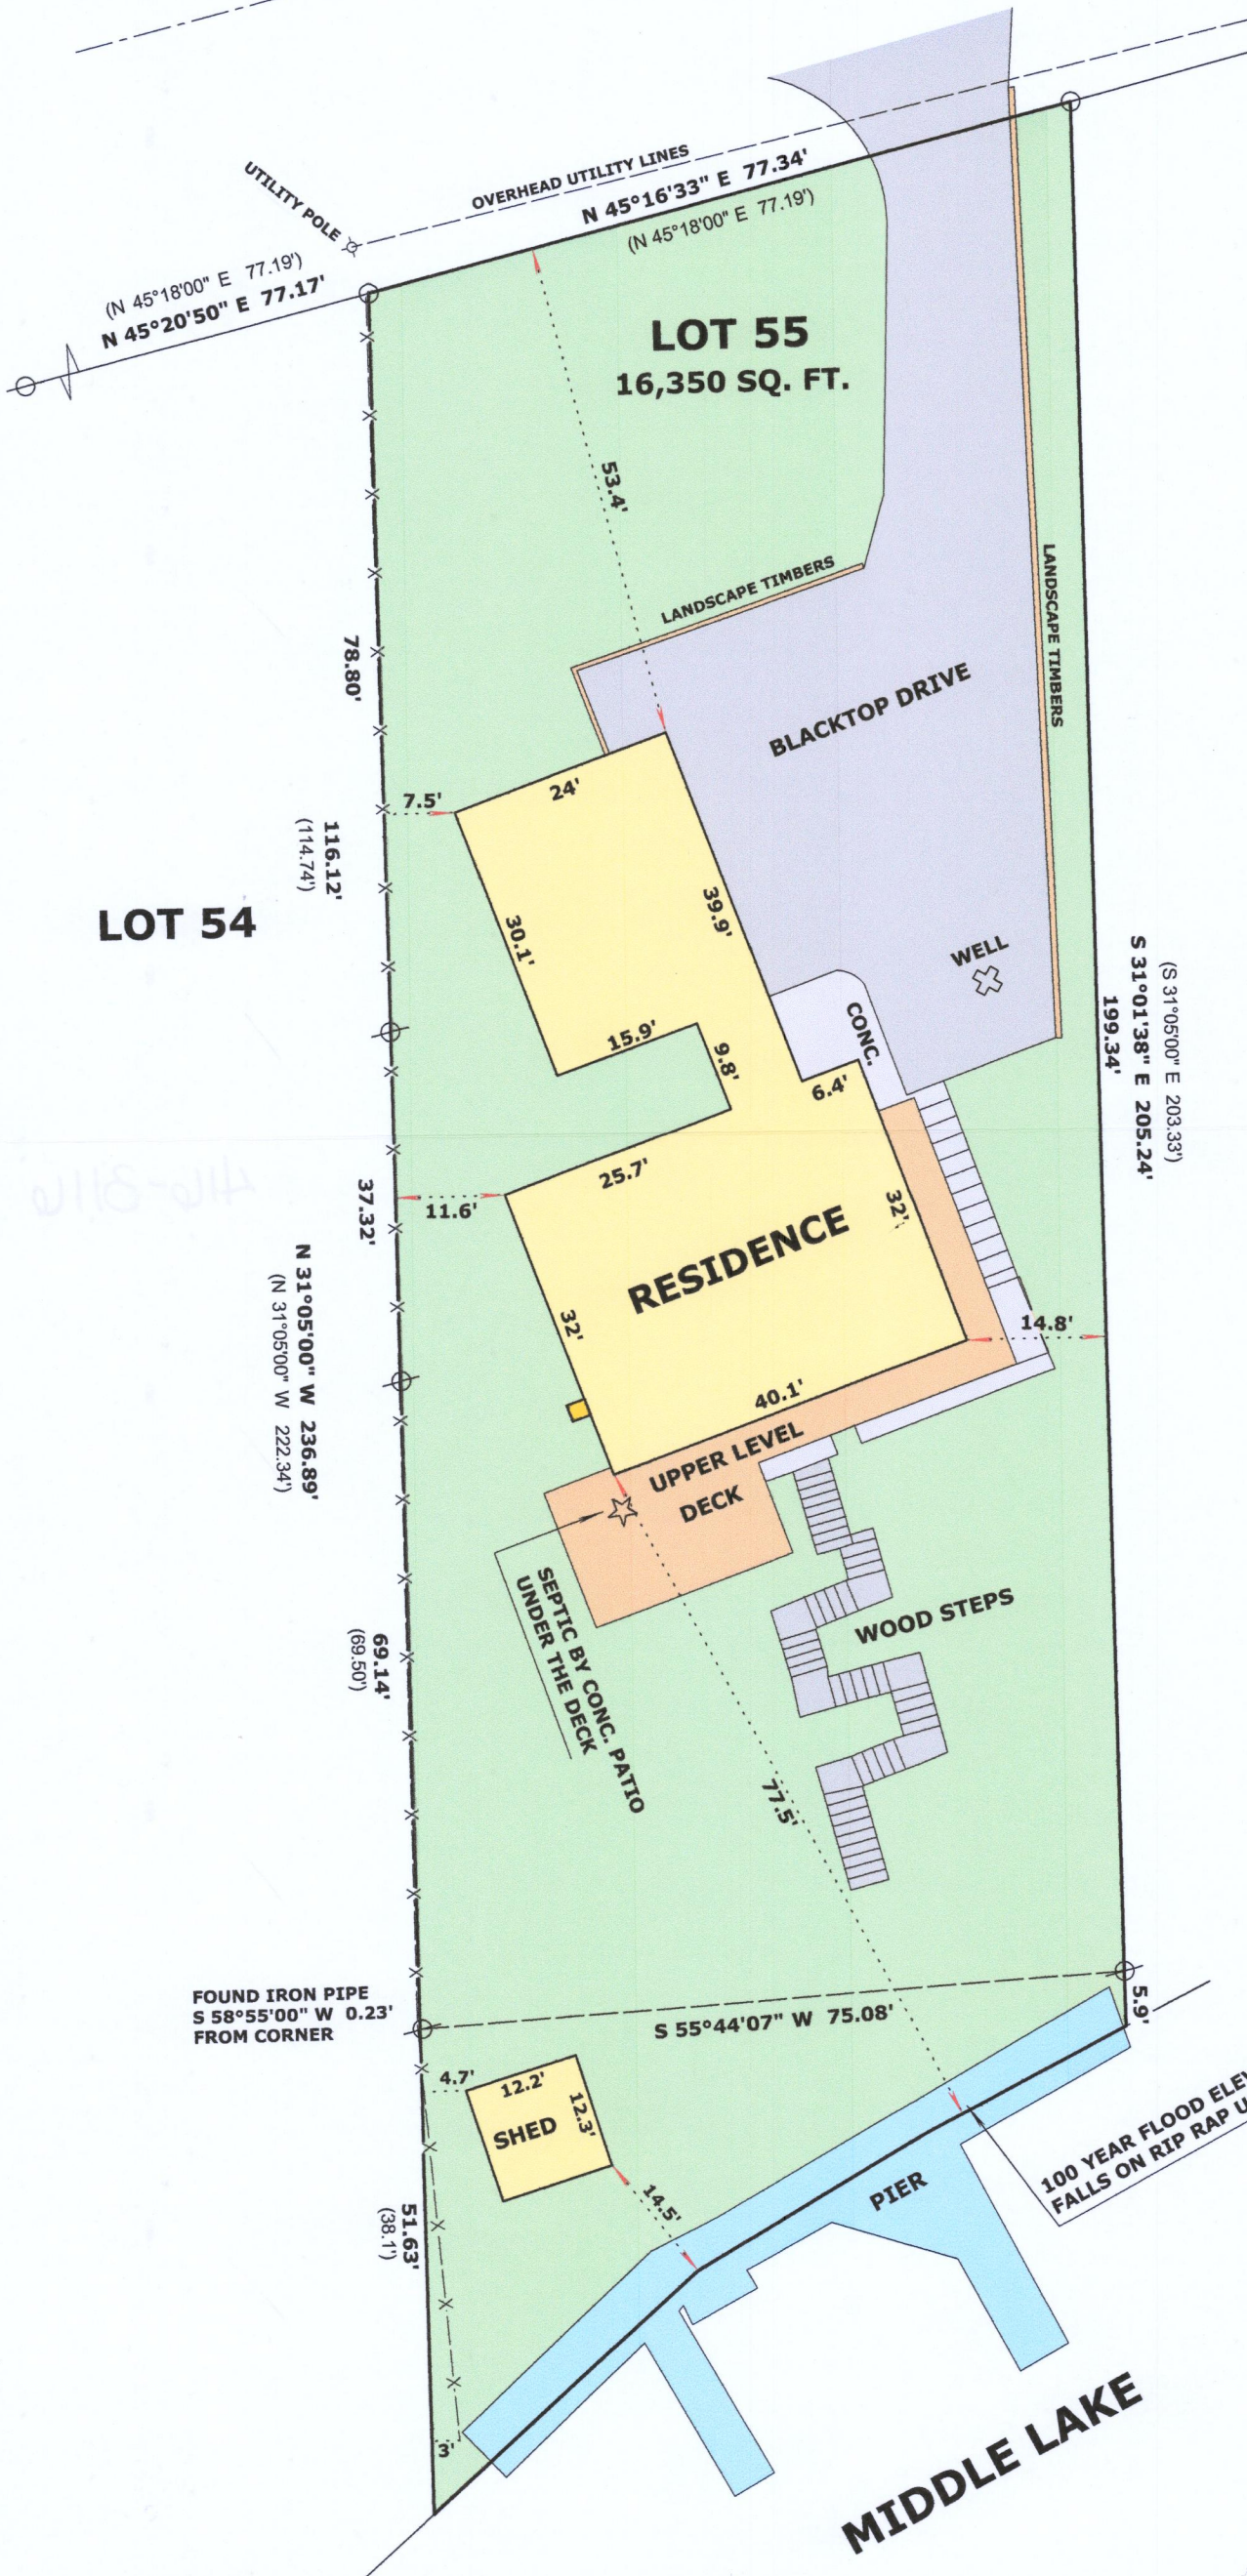 UTILITY POLE
OVERHEAD UTILITY LINES
N 45°16'33" E 77.34'
(N 45°18'00" E 77.19')
(N 45°18'00" E 77.19')
N 45°20'50" E 77.17'
LOT 55
16,350 SQ. FT.
53.4'
LANDSCAPE TIMBERS
LANDSCAPE TIMBERS
BLACKTOP DRIVE
78.80'
7.5'
24'
116.12'
(114.74')
LOT 54
30.1'
39.9'
WELL
CONC.
15.9'
9.8'
6.4'
(S 31°05'00" E 203.33')
S 31°01'38" E 205.24'
199.34'
37.32'
11.6'
25.7'
32'
RESIDENCE
N 31°05'00" W 236.89'
(N 31°05'00" W 222.34')
32'
14.8'
40.1'
UPPER LEVEL
DECK
SEPTIC BY CONC. PATIO
UNDER THE DECK
WOOD STEPS
69.14'
(69.50')
77.5'
FOUND IRON PIPE
S 58°55'00" W 0.23'
FROM CORNER
S 55°44'07" W 75.08'
5.9'
4.7'
12.2'
12.3'
SHED
14.5'
51.63'
(38.1')
PIER
100 YEAR FLOOD
FALLS ON RIP RAP
3'
MIDDLE LAKE